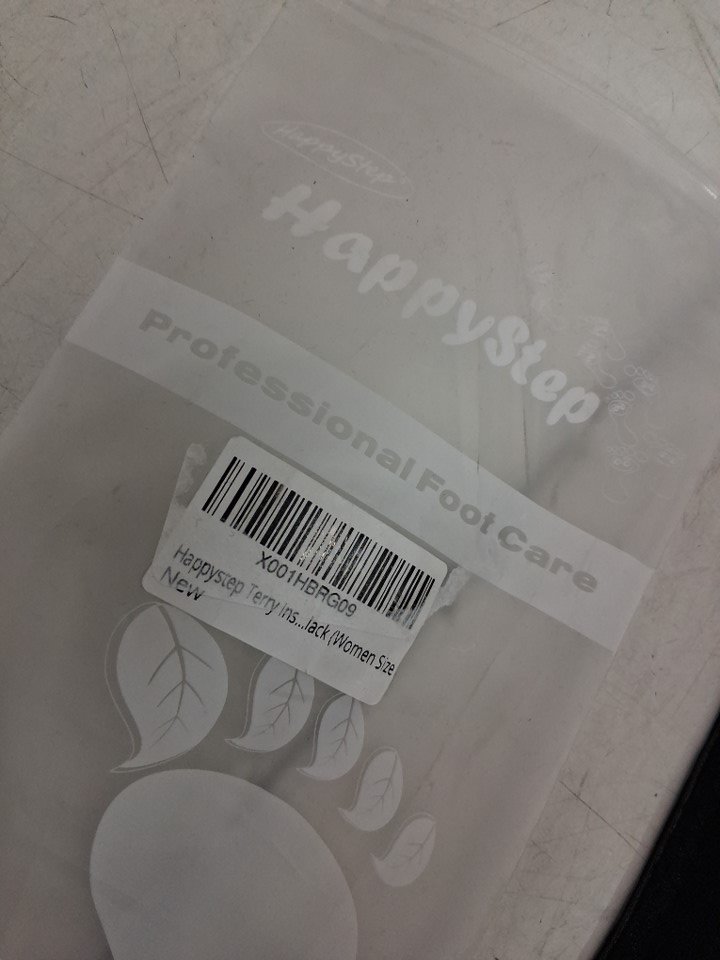 HappyStep
HappyStep
Professional Foot Care
X001HBRG09
Happystep Terry Ins...lack (Women Size
New